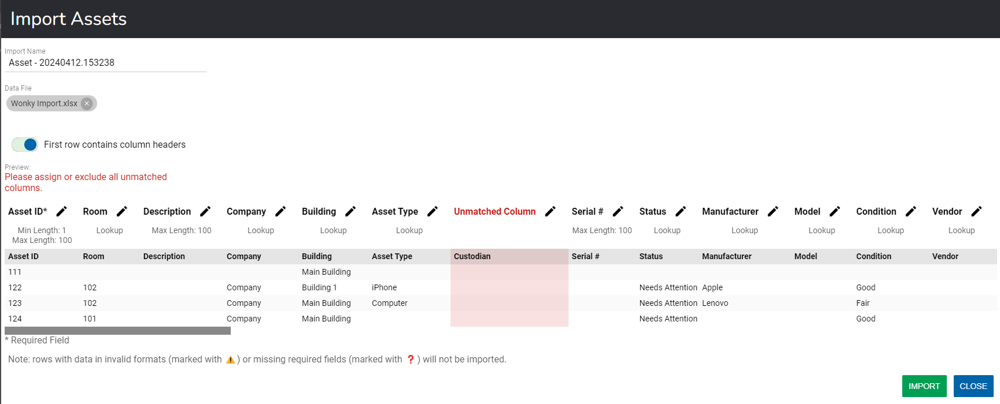 Import Assets
Import Name
Asset - 20240412.153238
Data File
Wonky Import.xlsx
First row contains column headers
Preview:
Please assign or exclude all unmatched
columns.
Asset ID* Room Description Company Building Asset Type Unmatched Column Serial # Status Manufacturer Model Condition Vendor
Min Length: 1 Lookup Max Length: 100 Lookup Lookup Lookup Max Length: 100 Lookup Lookup Lookup Lookup Lookup
Max Length: 100
Asset ID Room Description Company Building Asset Type Custodian Serial # Status Manufacturer Model Condition Vendor
111 Main Building
122 102 Company Building 1 iPhone Needs Attention Apple Good
123 102 Company Main Building Computer Needs Attention Lenovo Fair
124 101 Company Main Building Needs Attention Good
* Required Field
Note: rows with data in invalid formats (marked with ⚠️) or missing required fields (marked with ❓) will not be imported.
IMPORT CLOSE